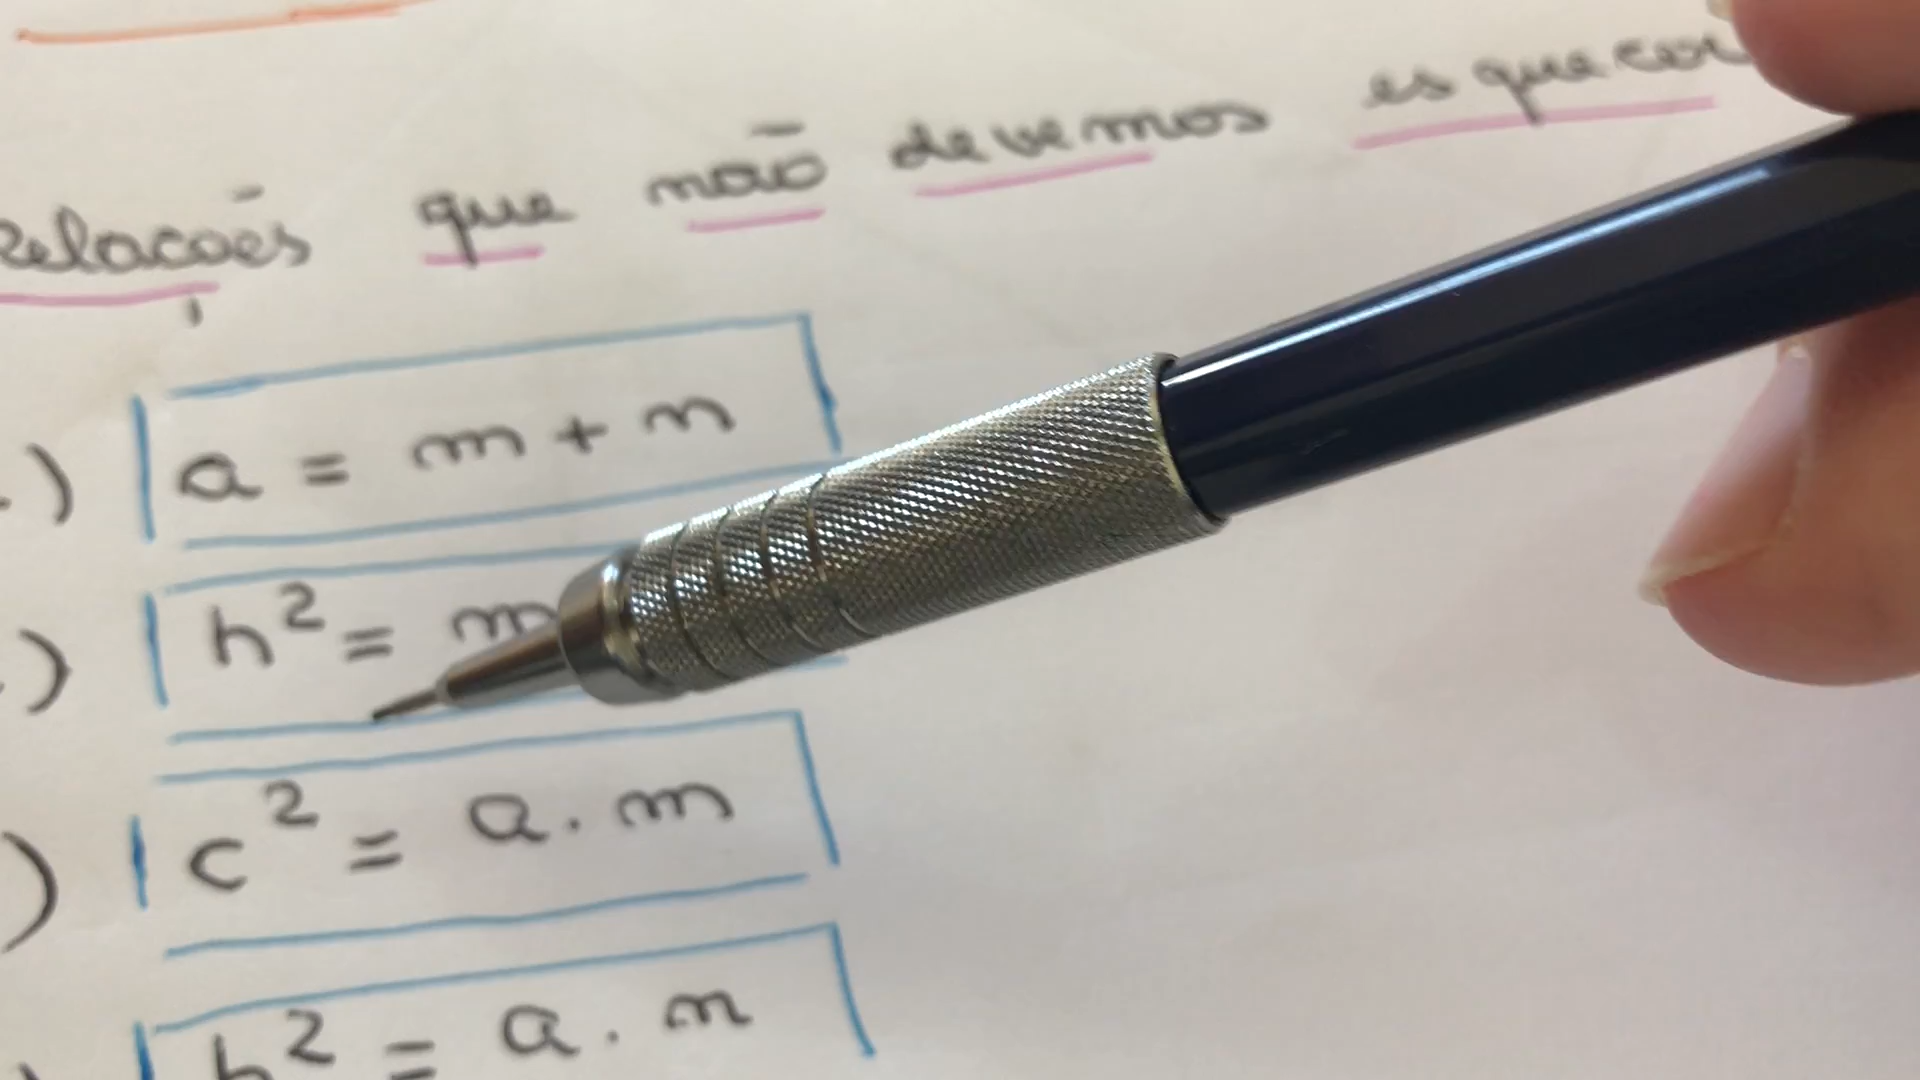 Relações que não devemos esquecer
) a = m + n
) h² = m
) c² = a . m
b² = a . n